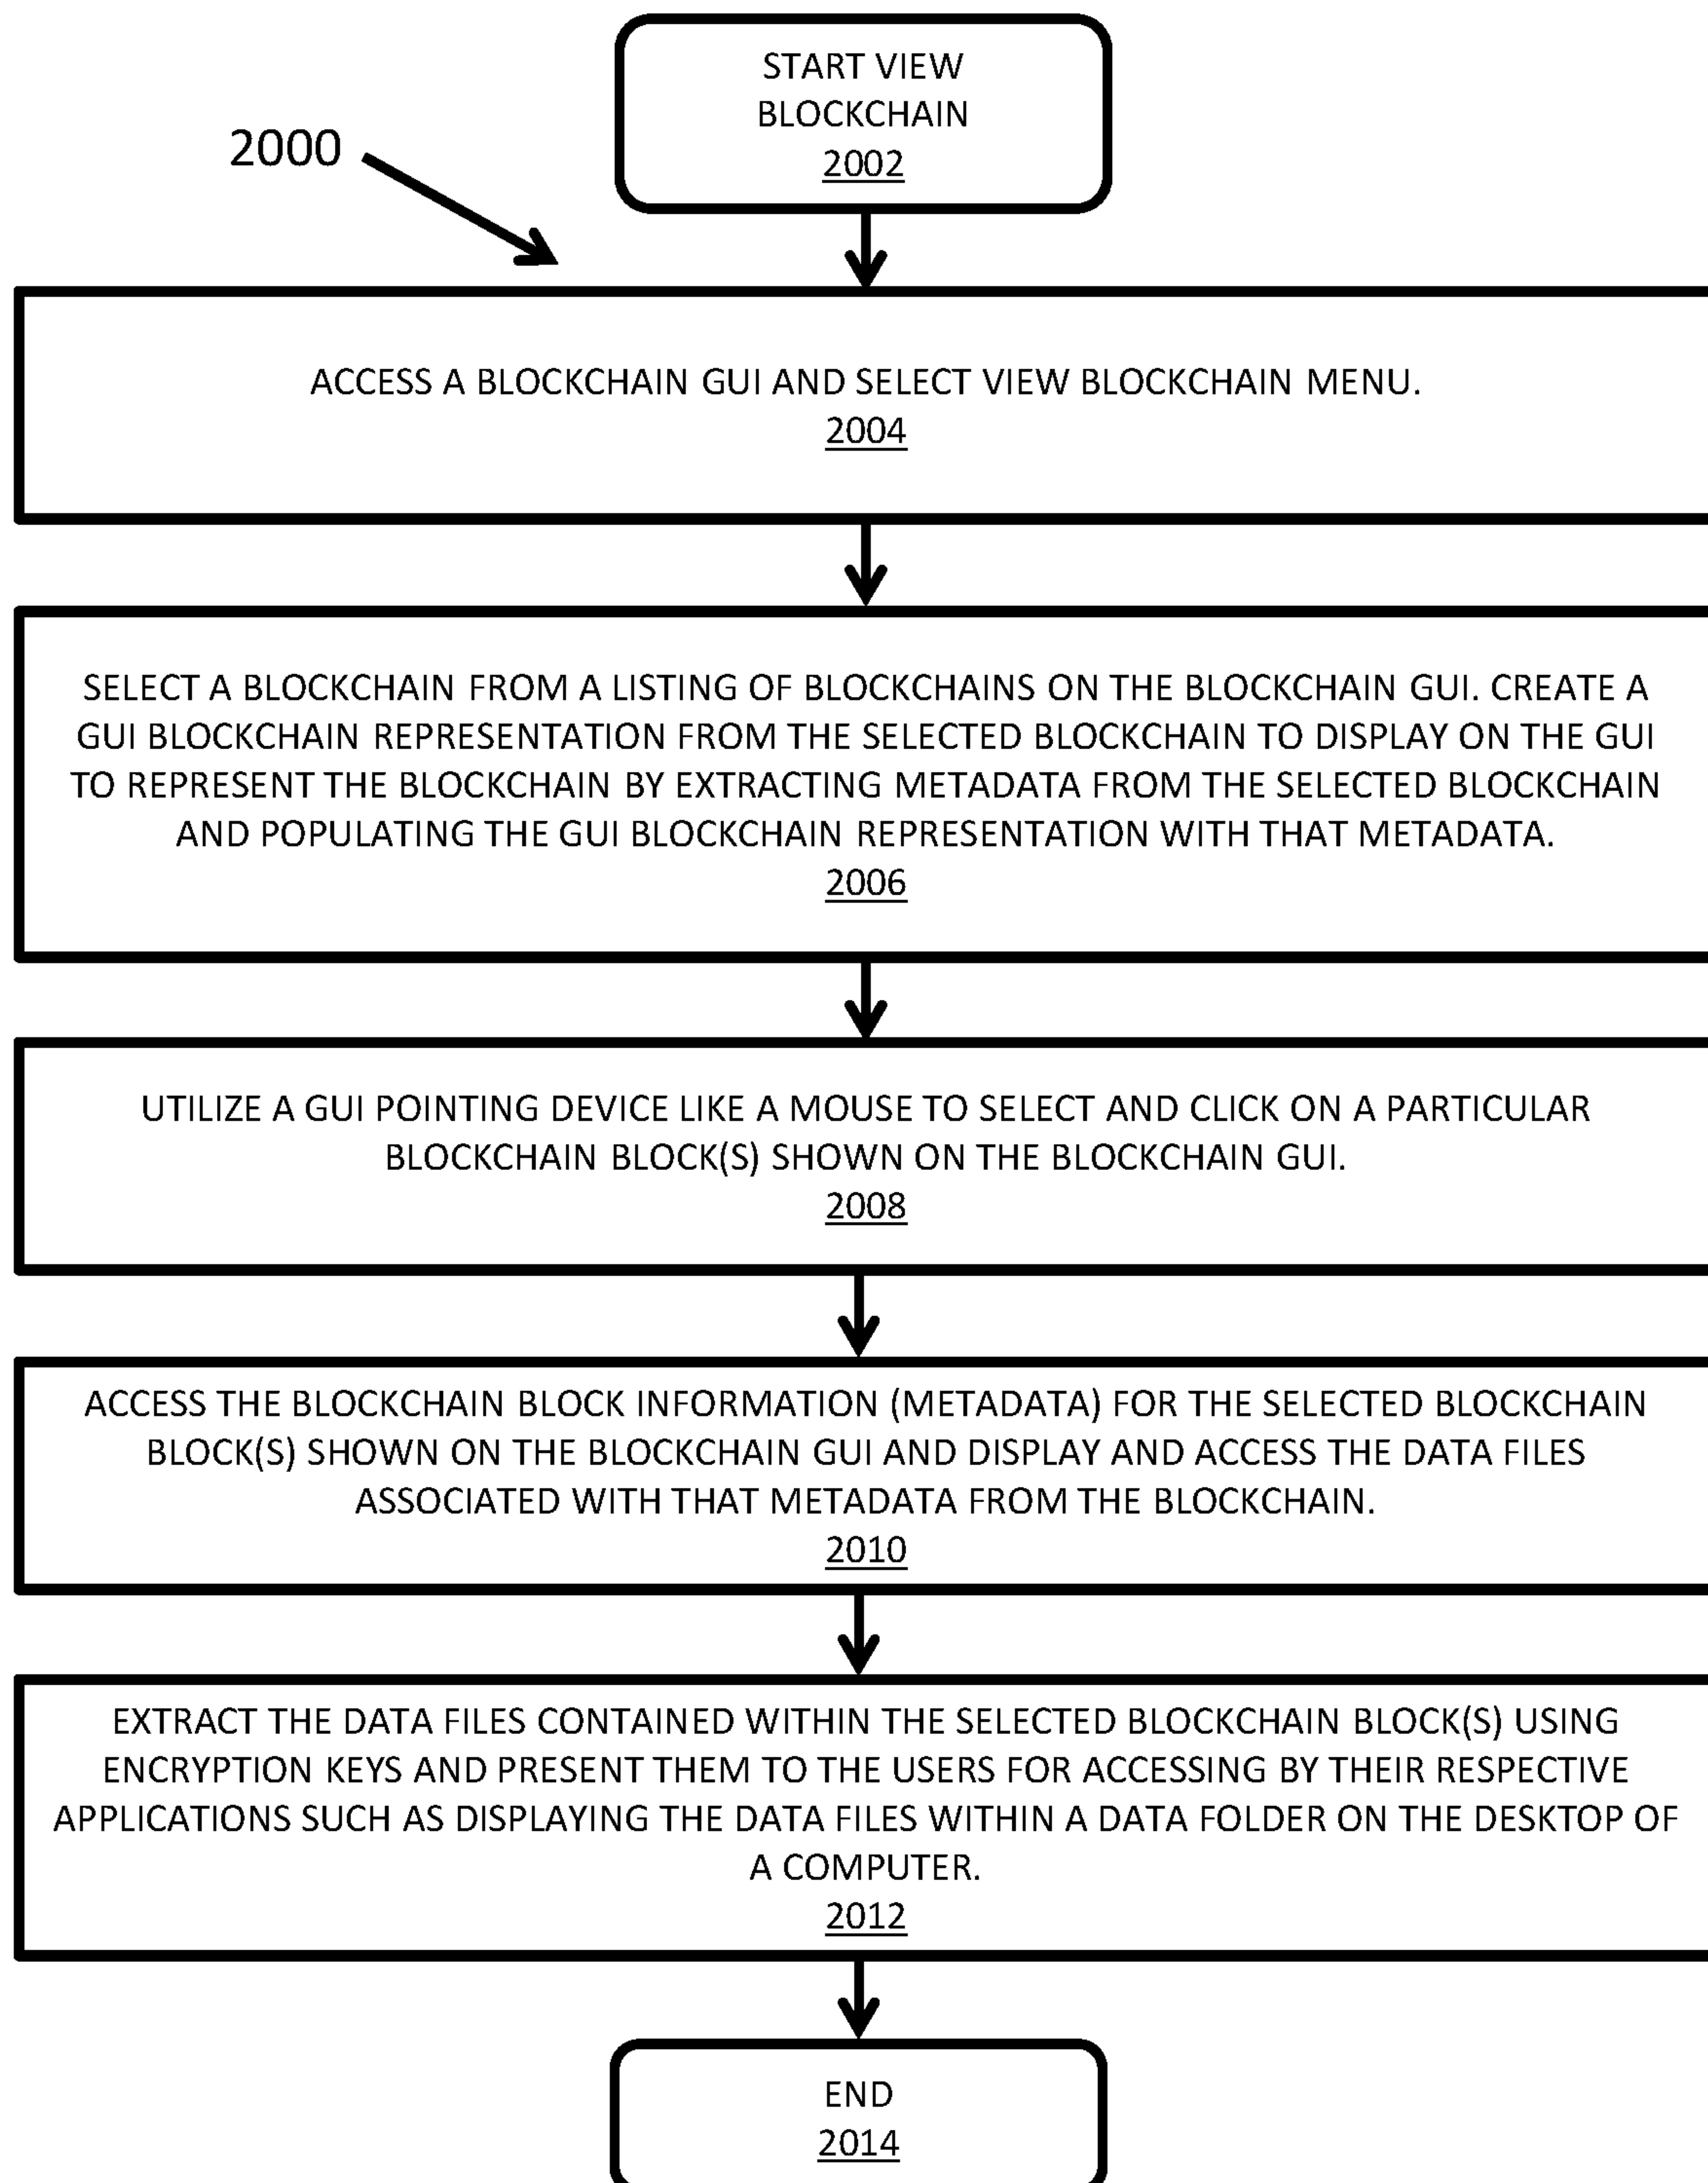 START VIEW
BLOCKCHAIN
2002
2000
ACCESS A BLOCKCHAIN GUI AND SELECT VIEW BLOCKCHAIN MENU.
2004
SELECT A BLOCKCHAIN FROM A LISTING OF BLOCKCHAINS ON THE BLOCKCHAIN GUI. CREATE A
GUI BLOCKCHAIN REPRESENTATION FROM THE SELECTED BLOCKCHAIN TO DISPLAY ON THE GUI
TO REPRESENT THE BLOCKCHAIN BY EXTRACTING METADATA FROM THE SELECTED BLOCKCHAIN
AND POPULATING THE GUI BLOCKCHAIN REPRESENTATION WITH THAT METADATA.
2006
UTILIZE A GUI POINTING DEVICE LIKE A MOUSE TO SELECT AND CLICK ON A PARTICULAR
BLOCKCHAIN BLOCK(S) SHOWN ON THE BLOCKCHAIN GUI.
2008
ACCESS THE BLOCKCHAIN BLOCK INFORMATION (METADATA) FOR THE SELECTED BLOCKCHAIN
BLOCK(S) SHOWN ON THE BLOCKCHAIN GUI AND DISPLAY AND ACCESS THE DATA FILES
ASSOCIATED WITH THAT METADATA FROM THE BLOCKCHAIN.
2010
EXTRACT THE DATA FILES CONTAINED WITHIN THE SELECTED BLOCKCHAIN BLOCK(S) USING
ENCRYPTION KEYS AND PRESENT THEM TO THE USERS FOR ACCESSING BY THEIR RESPECTIVE
APPLICATIONS SUCH AS DISPLAYING THE DATA FILES WITHIN A DATA FOLDER ON THE DESKTOP OF
A COMPUTER.
2012
END
2014